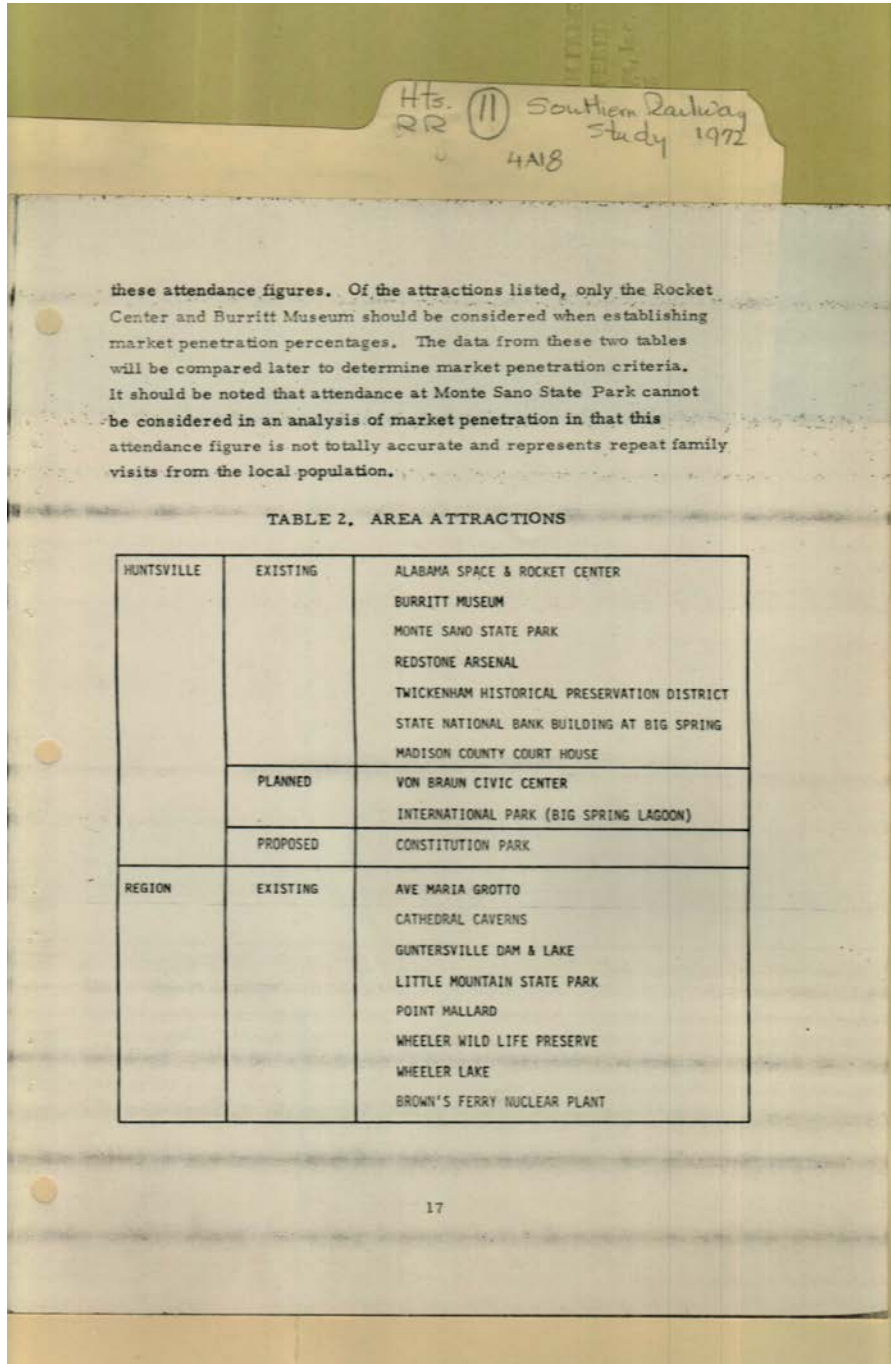 Hts. (11) Southern Railway
RR Study 1972
4A18
these attendance figures. Of the attractions listed, only the Rocket
Center and Burritt Museum should be considered when establishing
market penetration percentages. The data from these two tables
will be compared later to determine market penetration criteria.
It should be noted that attendance at Monte Sano State Park cannot
be considered in an analysis of market penetration in that this
attendance figure is not totally accurate and represents repeat family
visits from the local population.
TABLE 2. AREA ATTRACTIONS
HUNTSVILLE EXISTING ALABAMA SPACE & ROCKET CENTER
BURRITT MUSEUM
MONTE SANO STATE PARK
REDSTONE ARSENAL
TWICKENHAM HISTORICAL PRESERVATION DISTRICT
STATE NATIONAL BANK BUILDING AT BIG SPRING
MADISON COUNTY COURT HOUSE
PLANNED VON BRAUN CIVIC CENTER
INTERNATIONAL PARK (BIG SPRING LAGOON)
PROPOSED CONSTITUTION PARK
REGION EXISTING AVE MARIA GROTTO
CATHEDRAL CAVERNS
GUNTERSVILLE DAM & LAKE
LITTLE MOUNTAIN STATE PARK
POINT MALLARD
WHEELER WILD LIFE PRESERVE
WHEELER LAKE
BROWN'S FERRY NUCLEAR PLANT
17